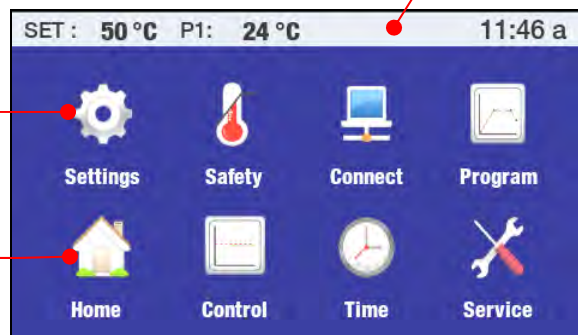 SET : 50 °C P1: 24 °C 11:46 a
Settings Safety Connect Program
Home Control Time Service